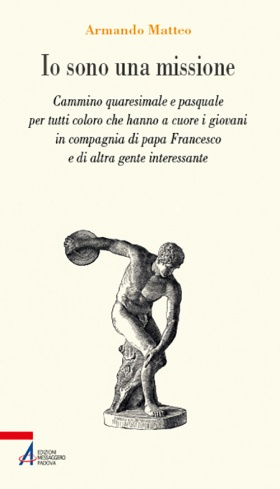 Armando Matteo
Io sono una missione
Cammino quaresimale e pasquale
per tutti coloro che hanno a cuore i giovani
in compagnia di papa Francesco
e di altra gente interessante
EDIZIONI
MESSAGGERO
PADOVA